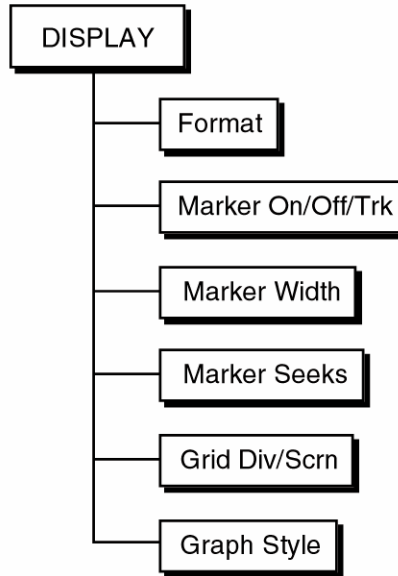 DISPLAY
Format
Marker On/Off/Trk
Marker Width
Marker Seeks
Grid Div/Scrn
Graph Style